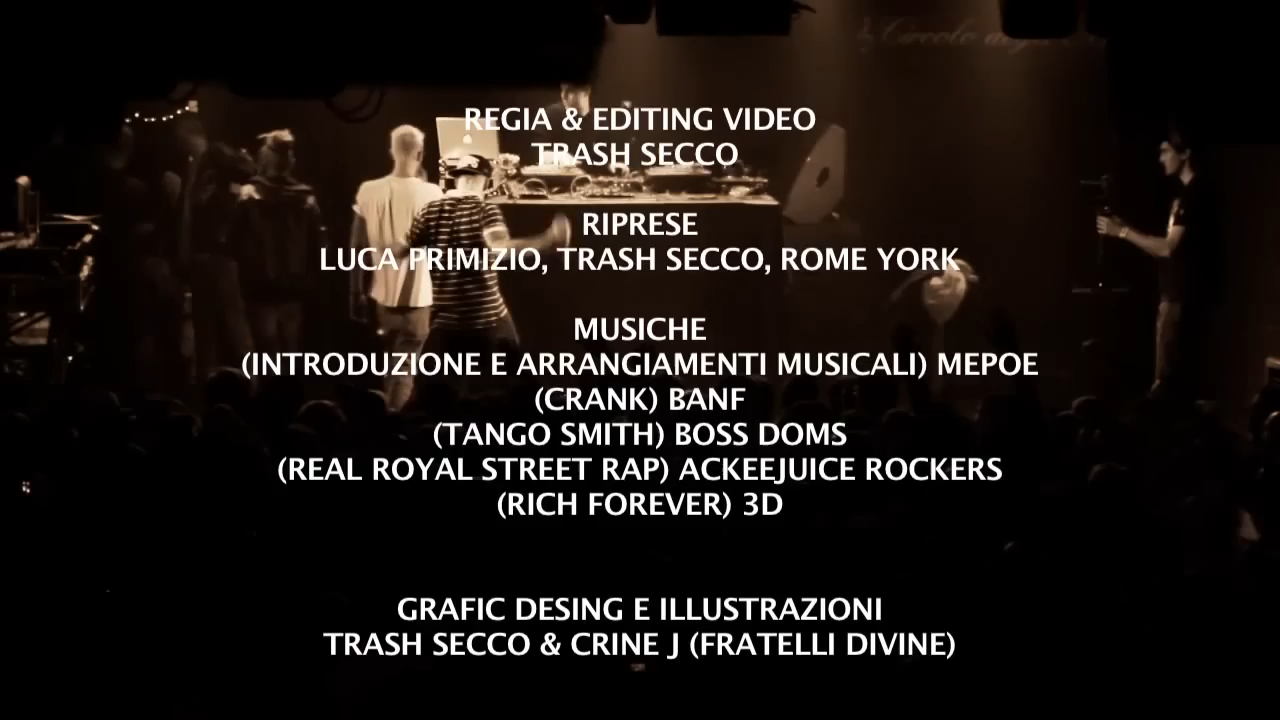 REGIA & EDITING VIDEO
TRASH SECCO
RIPRESE
LUCA PRIMIZIO, TRASH SECCO, ROME YORK
MUSICHE
(INTRODUZIONE E ARRANGIAMENTI MUSICALI) MEPOE
(CRANK) BANF
(TANGO SMITH) BOSS DOMS
(REAL ROYAL STREET RAP) ACKEEJUICE ROCKERS
(RICH FOREVER) 3D
GRAFIC DESING E ILLUSTRAZIONI
TRASH SECCO & CRINE J (FRATELLI DIVINE)